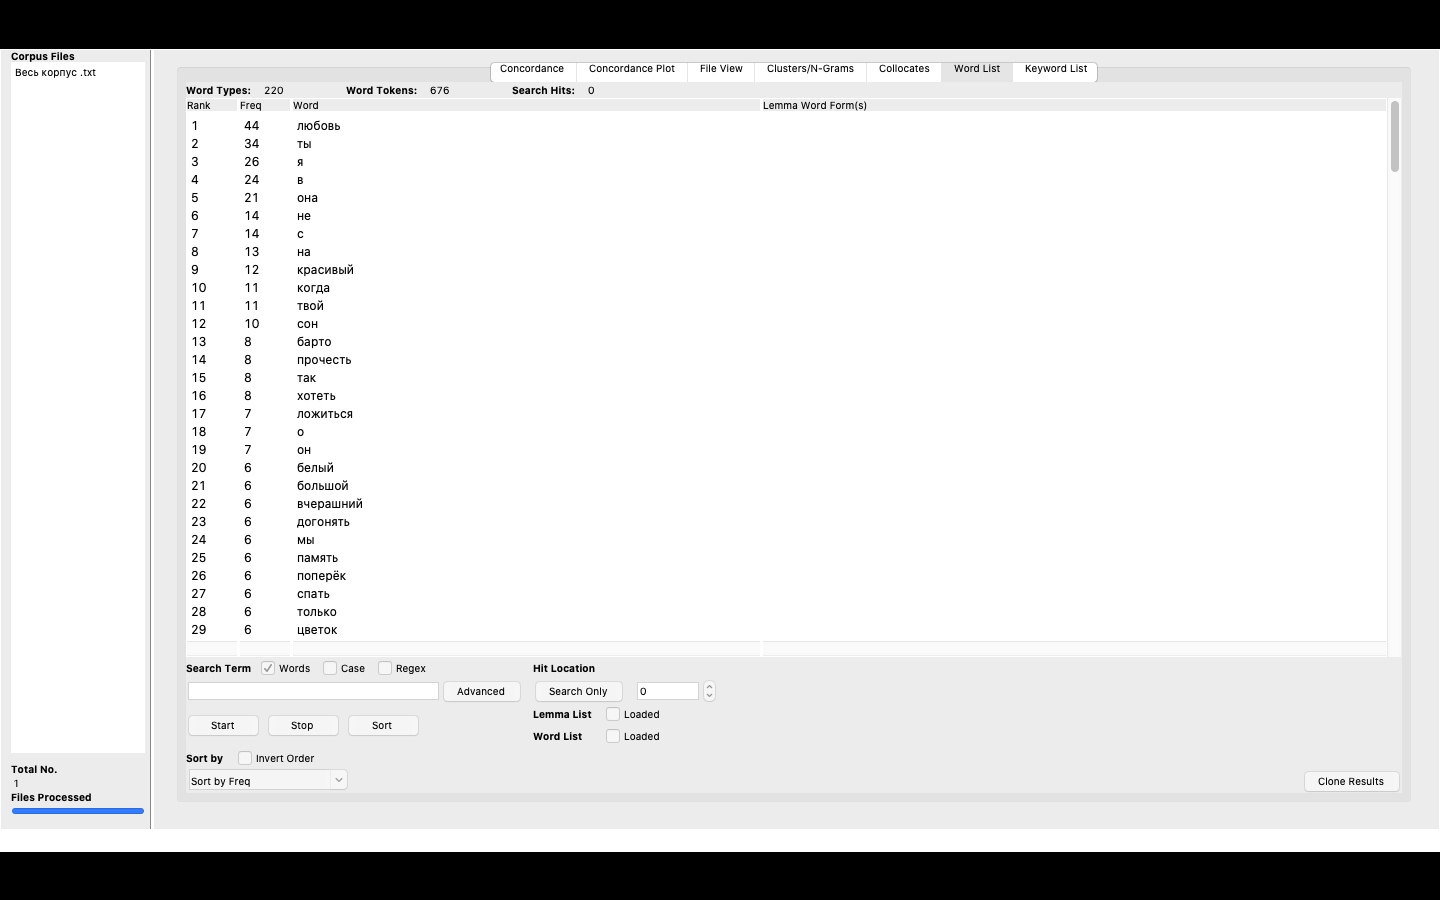 Corpus Files
Весь корпус .txt
Concordance Concordance Plot File View Clusters/N-Grams Collocates Word List Keyword List
Word Types: 220 Word Tokens: 676 Search Hits: 0
Rank Freq Word Lemma Word Form(s)
1 44 любовь
2 34 ты
3 26 я
4 24 в
5 21 она
6 14 не
7 14 с
8 13 на
9 12 красивый
10 11 когда
11 11 твой
12 10 сон
13 8 барто
14 8 прочесть
15 8 так
16 8 хотеть
17 7 ложиться
18 7 о
19 7 он
20 6 белый
21 6 большой
22 6 вчерашний
23 6 догонять
24 6 мы
25 6 память
26 6 поперёк
27 6 спать
28 6 только
29 6 цветок
Search Term Words Case Regex Hit Location
Advanced Search Only 0
Start Stop Sort Lemma List Loaded
Word List Loaded
Sort by Invert Order
Sort by Freq Clone Results
Total No.
1
Files Processed